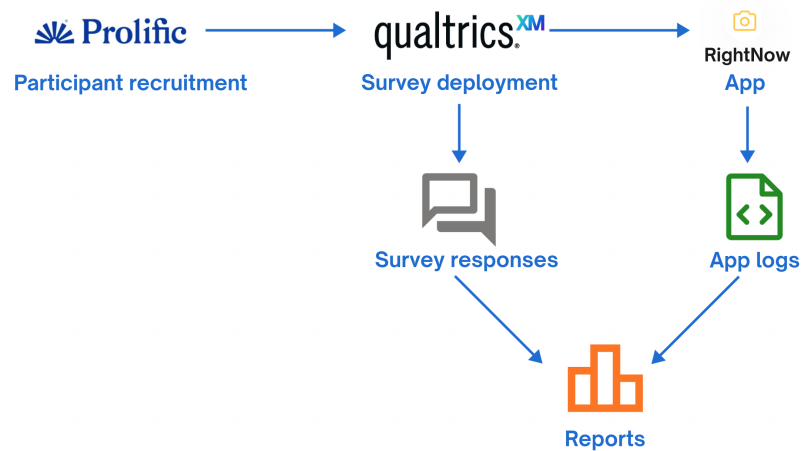 Prolific
qualtrics.XM
RightNow
Participant recruitment
Survey deployment
App
Survey responses
App logs
Reports